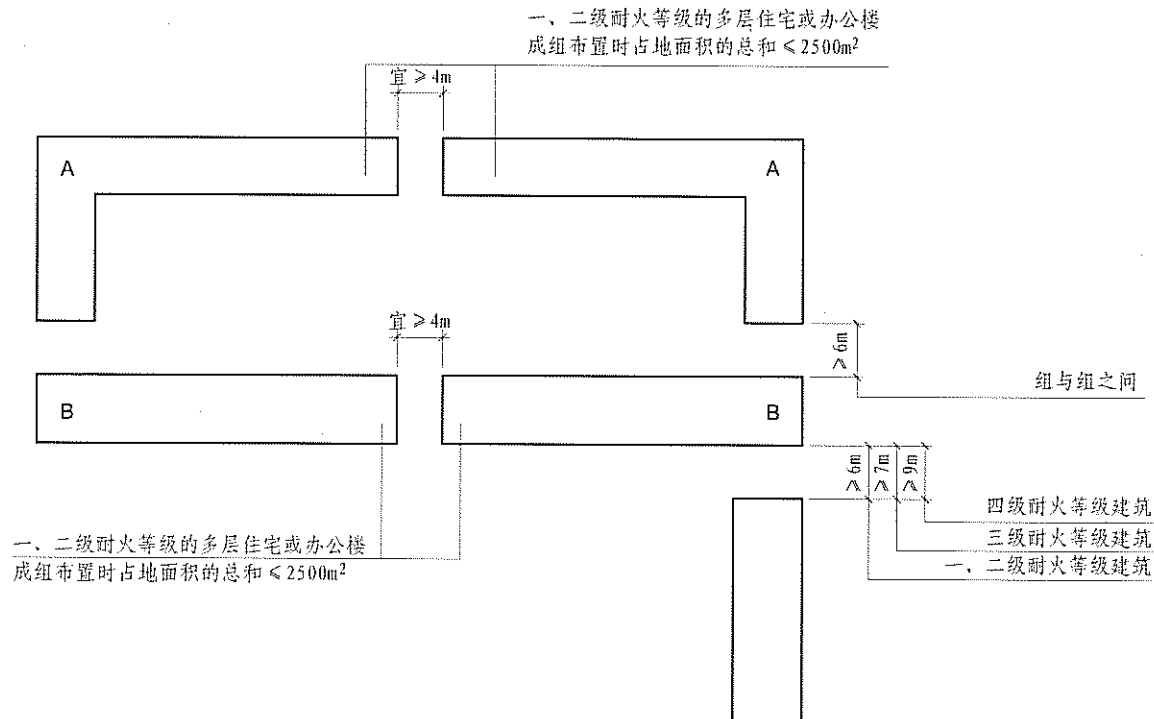 一、二级耐火等级的多层住宅或办公楼
成组布置时占地面积的总和≤2500m²
宜≥4m
A
A
宜≥4m
≥6m
组与组之间
B
B
≥6m
≥7m
≥9m
四级耐火等级建筑
三级耐火等级建筑
一、二级耐火等级建筑
一、二级耐火等级的多层住宅或办公楼
成组布置时占地面积的总和≤2500m²